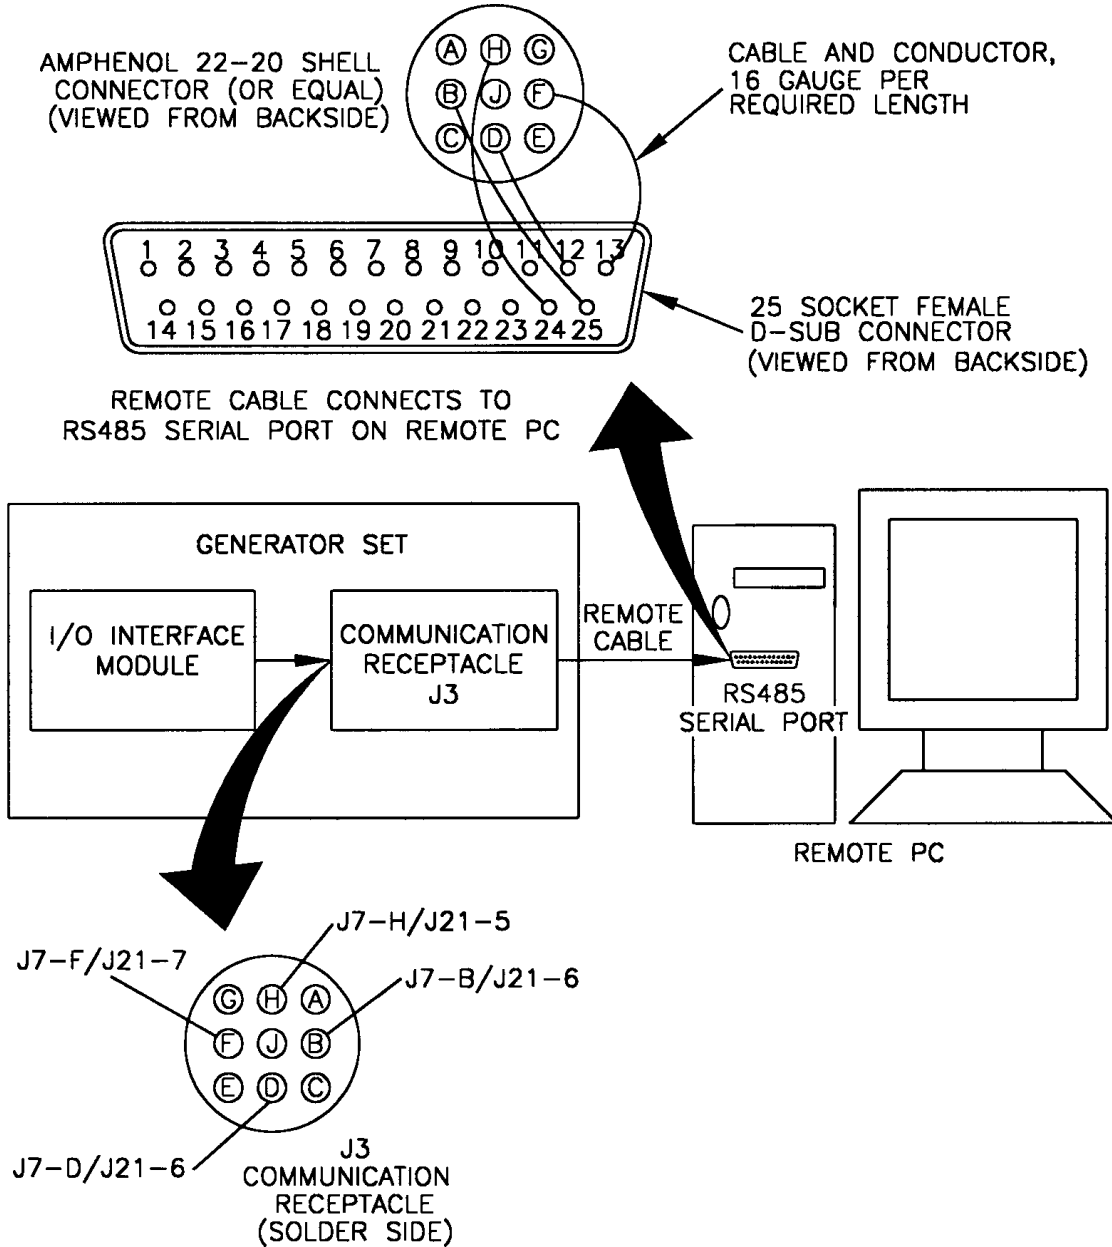 AMPHENOL 22-20 SHELL
CONNECTOR (OR EQUAL)
(VIEWED FROM BACKSIDE)
A H G
B J F
C D E
CABLE AND CONDUCTOR,
16 GAUGE PER
REQUIRED LENGTH
1 2 3 4 5 6 7 8 9 10 11 12 13
14 15 16 17 18 19 20 21 22 23 24 25
25 SOCKET FEMALE
D-SUB CONNECTOR
(VIEWED FROM BACKSIDE)
REMOTE CABLE CONNECTS TO
RS485 SERIAL PORT ON REMOTE PC
GENERATOR SET
I/O INTERFACE
MODULE
COMMUNICATION
RECEPTACLE
J3
REMOTE
CABLE
RS485
SERIAL PORT
REMOTE PC
J7-H/J21-5
J7-F/J21-7
J7-B/J21-6
G H A
F J B
E D C
J7-D/J21-6
J3
COMMUNICATION
RECEPTACLE
(SOLDER SIDE)